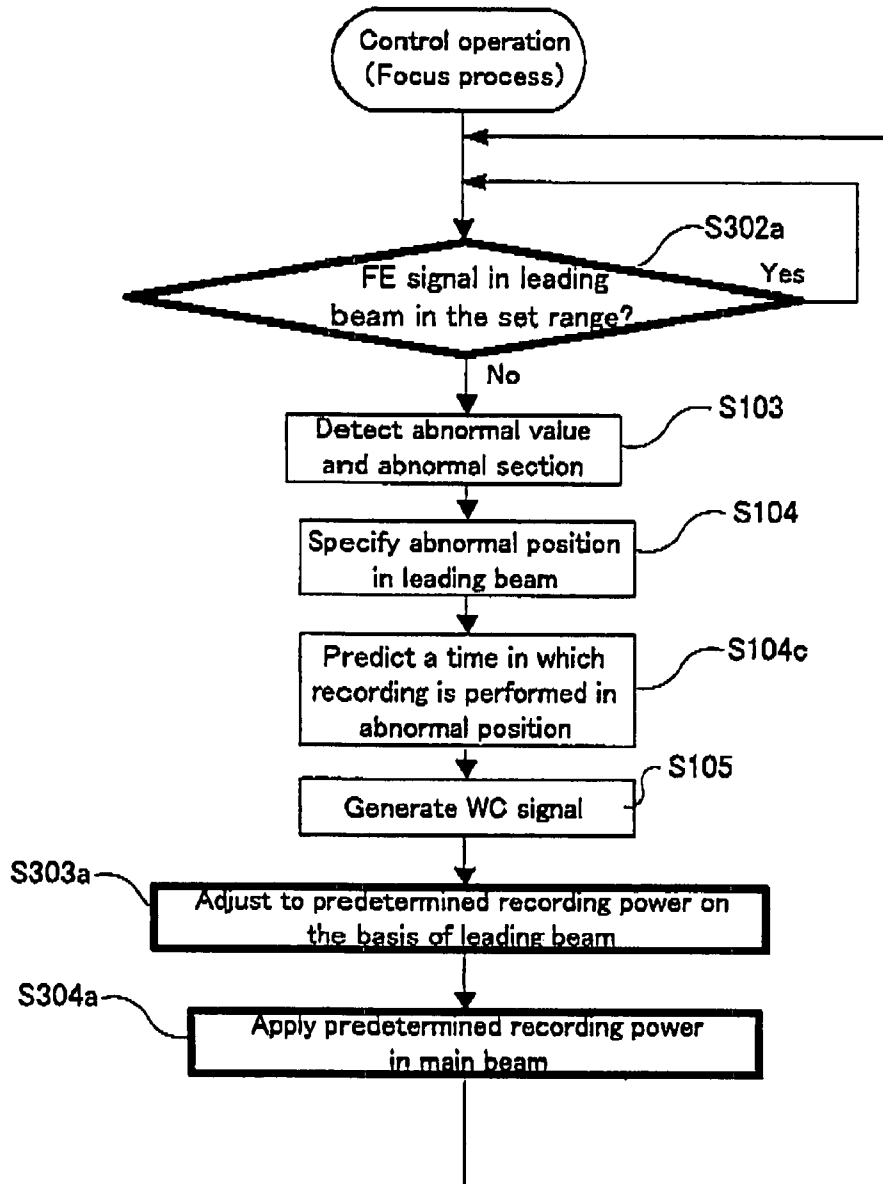 Control operation
(Focus process)
S302a
FE signal in leading
beam in the set range?
Yes
No
S103
Detect abnormal value
and abnormal section
S104
Specify abnormal position
in leading beam
S104c
Predict a time in which
recording is performed in
abnormal position
S105
Generate WC signal
S303a
Adjust to predetermined recording power on
the basis of leading beam
S304a
Apply predetermined recording power
in main beam